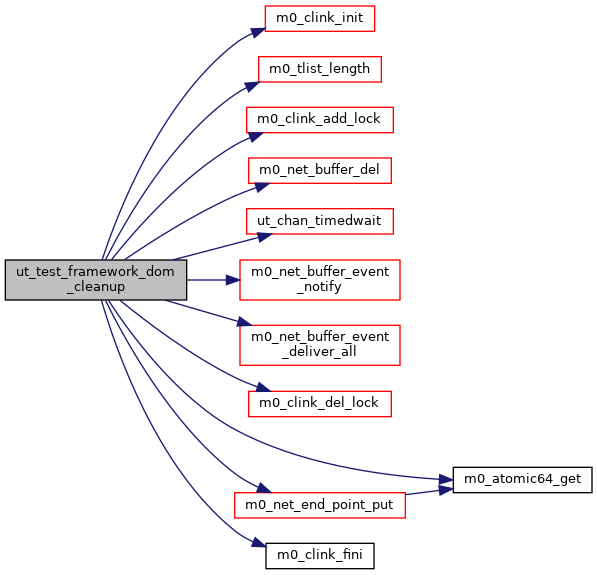 m0_clink_init
m0_tlist_length
m0_clink_add_lock
m0_net_buffer_del
ut_chan_timedwait
ut_test_framework_dom
_cleanup
m0_net_buffer_event
_notify
m0_net_buffer_event
_deliver_all
m0_clink_del_lock
m0_atomic64_get
m0_net_end_point_put
m0_clink_fini